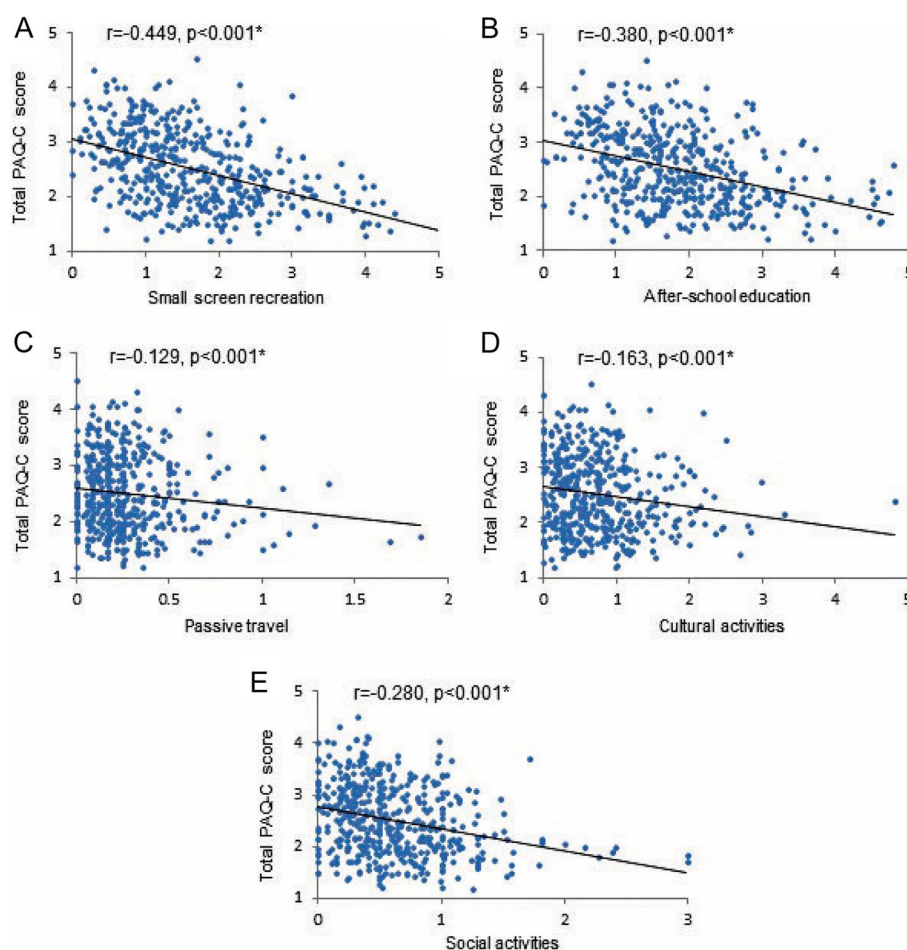 A
r=-0.449, p<0.001*
Total PAQ-C score
5
4
3
2
1
0 1 2 3 4 5
Small screen recreation
B
r=-0.380, p<0.001*
Total PAQ-C score
5
4
3
2
1
0 1 2 3 4 5
After-school education
C
r=-0.129, p<0.001*
Total PAQ-C score
5
4
3
2
1
0 0.5 1 1.5 2
Passive travel
D
r=-0.163, p<0.001*
Total PAQ-C score
5
4
3
2
1
0 1 2 3 4 5
Cultural activities
E
r=-0.280, p<0.001*
Total PAQ-C score
5
4
3
2
1
0 1 2 3
Social activities